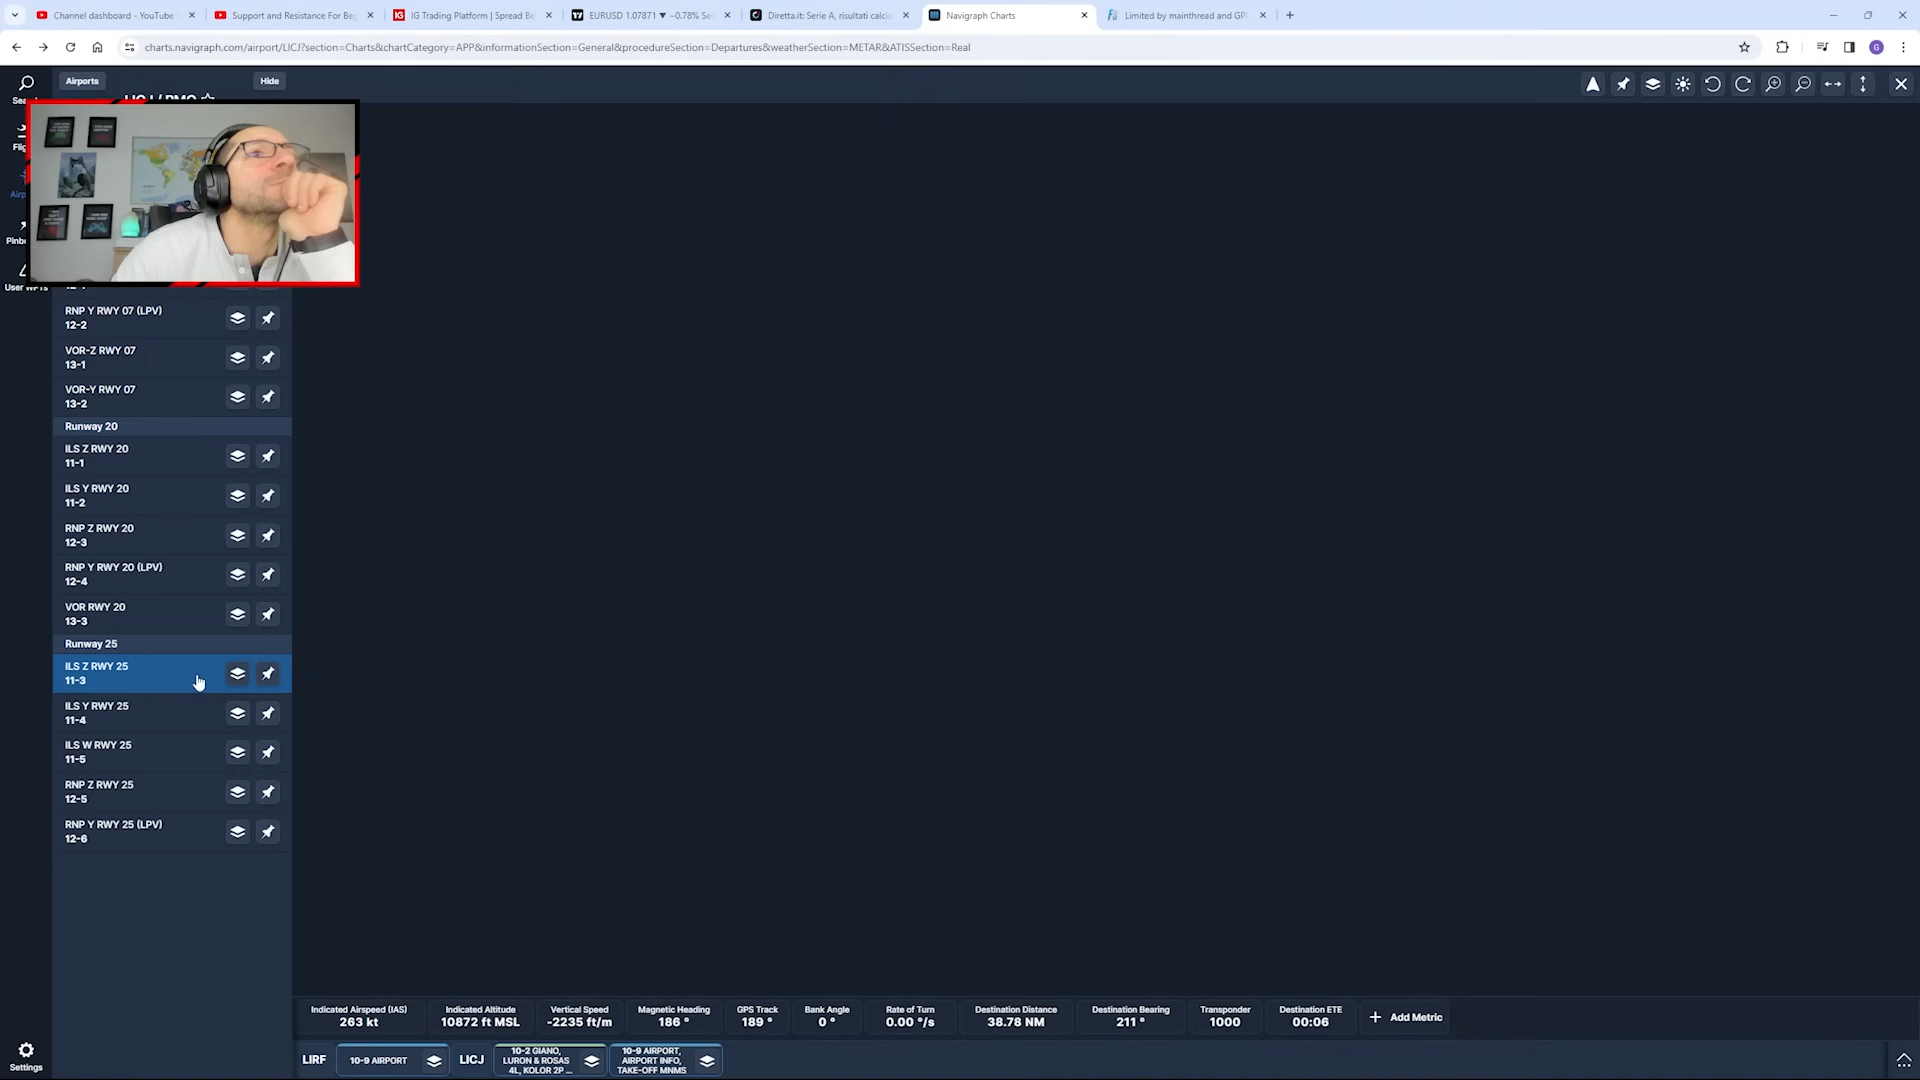 Channel dashboard - YouTube
Support and Resistance For Be
IG Trading Platform | Spread Be
EURUSD 1.07871 ▼ −0.78% Se
Diretta.it: Serie A, risultati calcio
Navigraph Charts
Limited by mainthread and GPU
charts.navigraph.com/airport/LICJ?section=Charts&chartCategory=APP&informationSection=General&procedureSection=Departures&weatherSection=METAR&ATISSection=Real
Airports
Hide
RNP Y RWY 07 (LPV)
12-2
VOR-Z RWY 07
13-1
VOR-Y RWY 07
13-2
Runway 20
ILS Z RWY 20
11-1
ILS Y RWY 20
11-2
RNP Z RWY 20
12-3
RNP Y RWY 20 (LPV)
12-4
VOR RWY 20
13-3
Runway 25
ILS Z RWY 25
11-3
ILS Y RWY 25
11-4
ILS W RWY 25
11-5
RNP Z RWY 25
12-5
RNP Y RWY 25 (LPV)
12-6
Settings
Indicated Airspeed (IAS)
263 kt
Indicated Altitude
10872 ft MSL
Vertical Speed
-2235 ft/m
Magnetic Heading
186 °
GPS Track
189 °
Bank Angle
0 °
Rate of Turn
0.00 °/s
Destination Distance
38.78 NM
Destination Bearing
211 °
Transponder
1000
Destination ETE
00:06
Add Metric
LIRF
10-9 AIRPORT
LICJ
10-2 GIANO,
LURON & ROSAS
4L, KOLOR 2P ...
10-9 AIRPORT,
AIRPORT INFO,
TAKE-OFF MNMS